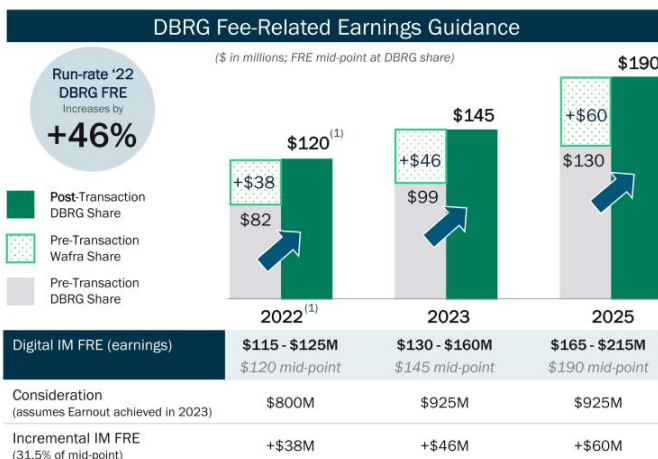 DBRG Fee-Related Earnings Guidance
($ in millions; FRE mid-point at DBRG share)
Run-rate ‘22
DBRG FRE
Increases by
+46%
Post-Transaction
DBRG Share
Pre-Transaction
Wafra Share
Pre-Transaction
DBRG Share
$120(1)
+$38
$82
$145
+$46
$99
$190
+$60
$130
2022(1) 2023 2025
Digital IM FRE (earnings) $115 - $125M $130 - $160M $165 - $215M
$120 mid-point $145 mid-point $190 mid-point
Consideration
(assumes Earnout achieved in 2023) $800M $925M $925M
Incremental IM FRE
(31.5% of mid-point) +$38M +$46M +$60M